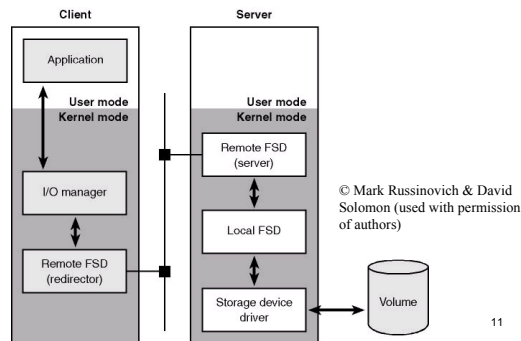 Client
Server
Application
User mode
Kernel mode
User mode
Kernel mode
Remote FSD
(server)
I/O manager
Local FSD
Remote FSD
(redirector)
Storage device
driver
Volume
© Mark Russinovich & David
Solomon (used with permission
of authors)
11